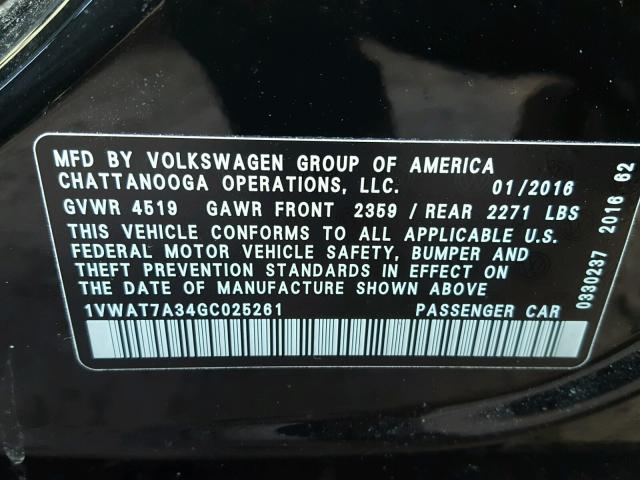 MFD BY VOLKSWAGEN GROUP OF AMERICA
CHATTANOOGA OPERATIONS, LLC. 01/2016
GVWR 4519 GAWR FRONT 2359 / REAR 2271 LBS
THIS VEHICLE CONFORMS TO ALL APPLICABLE U.S.
FEDERAL MOTOR VEHICLE SAFETY, BUMPER AND
THEFT PREVENTION STANDARDS IN EFFECT ON
THE DATE OF MANUFACTURE SHOWN ABOVE
1VWAT7A34GC025261 PASSENGER CAR
0330237 2016 62